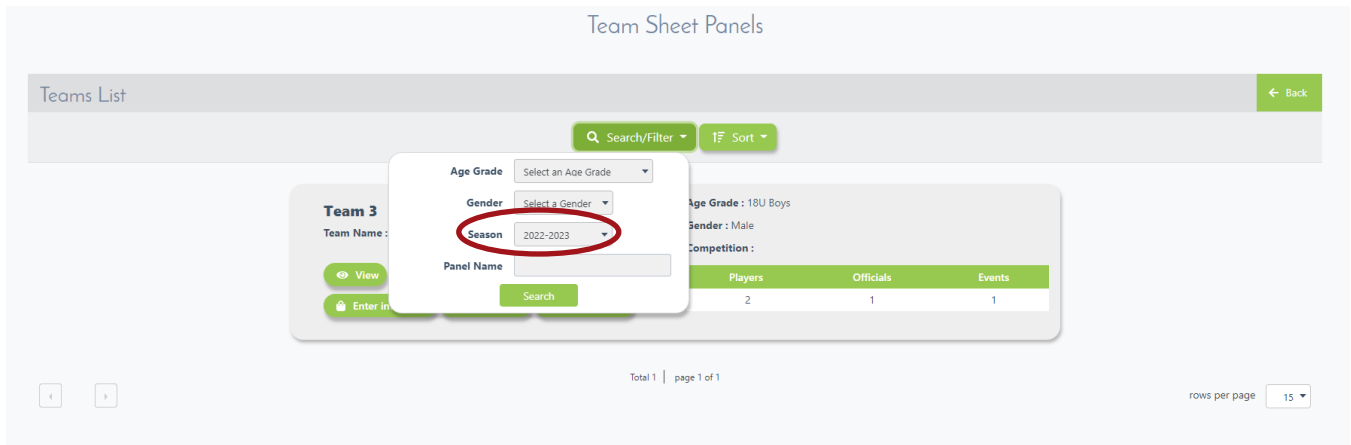 Team Sheet Panels
Teams List
← Back
Search/Filter
Sort
Age Grade Select an Age Grade
Gender Select a Gender
Season 2022-2023
Panel Name
Search
Team 3
Team Name :
View
Enter in
Age Grade : 18U Boys
Gender : Male
Competition :
Players Officials Events
2 1 1
Total 1 | page 1 of 1
rows per page 15